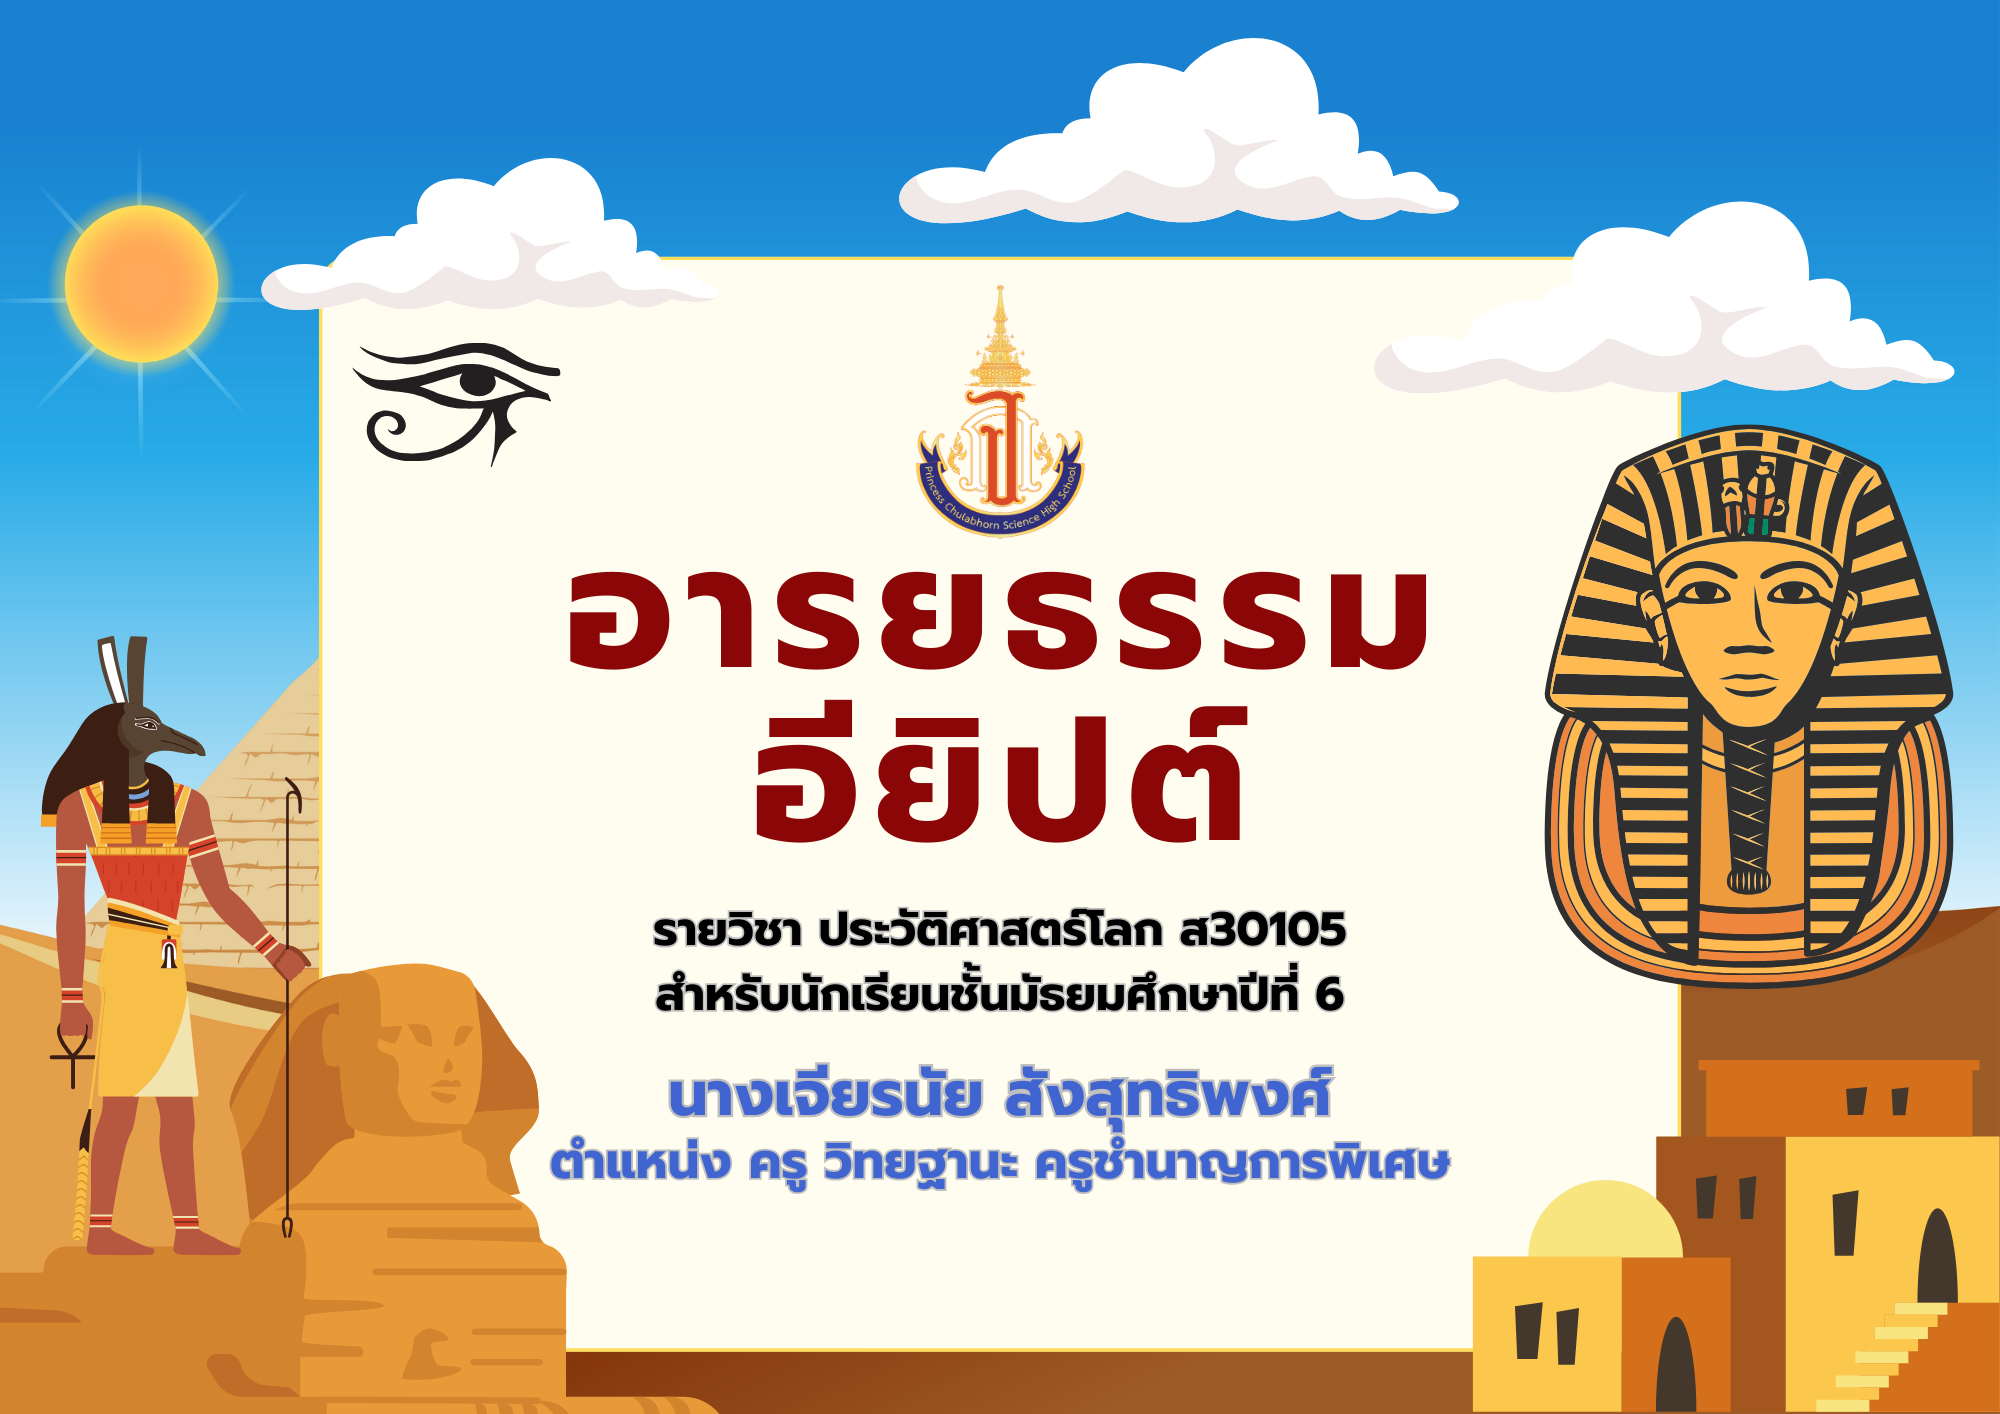 Princess Chulabhorn Science High School
อารยธรรม
อียิปต์
รายวิชา ประวัติศาสตร์โลก ส30105
สำหรับนักเรียนชั้นมัธยมศึกษาปีที่ 6
นางเจียรนัย สังสุทธิพงศ์
ตำแหน่ง ครู วิทยฐานะ ครูชำนาญการพิเศษ